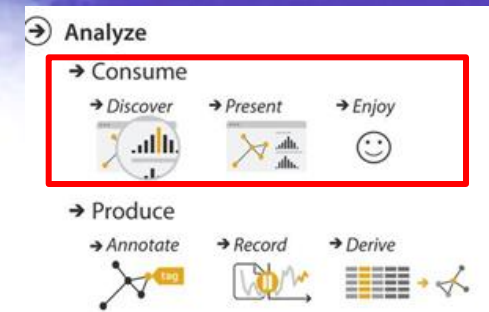 → Analyze
→ Consume
→ Discover → Present → Enjoy
→ Produce
→ Annotate → Record → Derive
tag